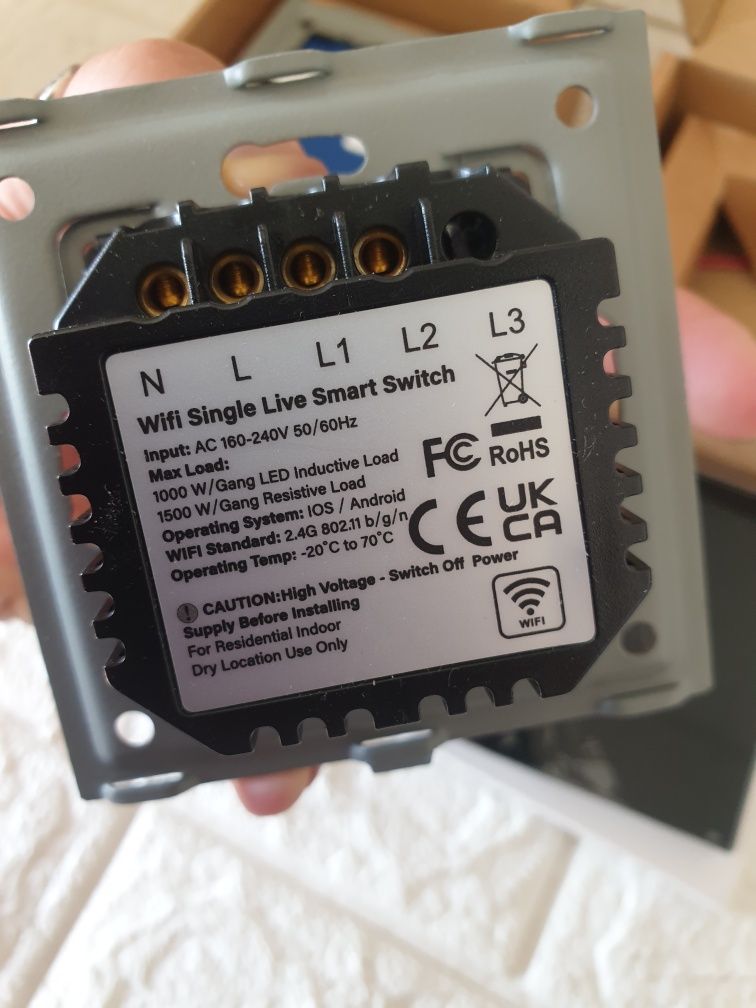 N L L1 L2 L3
Wifi Single Live Smart Switch
Input: AC 160-240V 50/60Hz
Max Load:
1000 W/Gang LED Inductive Load
1500 W/Gang Resistive Load
Operating System: IOS / Android
WIFI Standard: 2.4G 802.11 b/g/n
Operating Temp: -20°C to 70°C
FC RoHS
CE UK
CA
CAUTION:High Voltage - Switch Off Power
Supply Before Installing
For Residential Indoor
Dry Location Use Only
WIFI